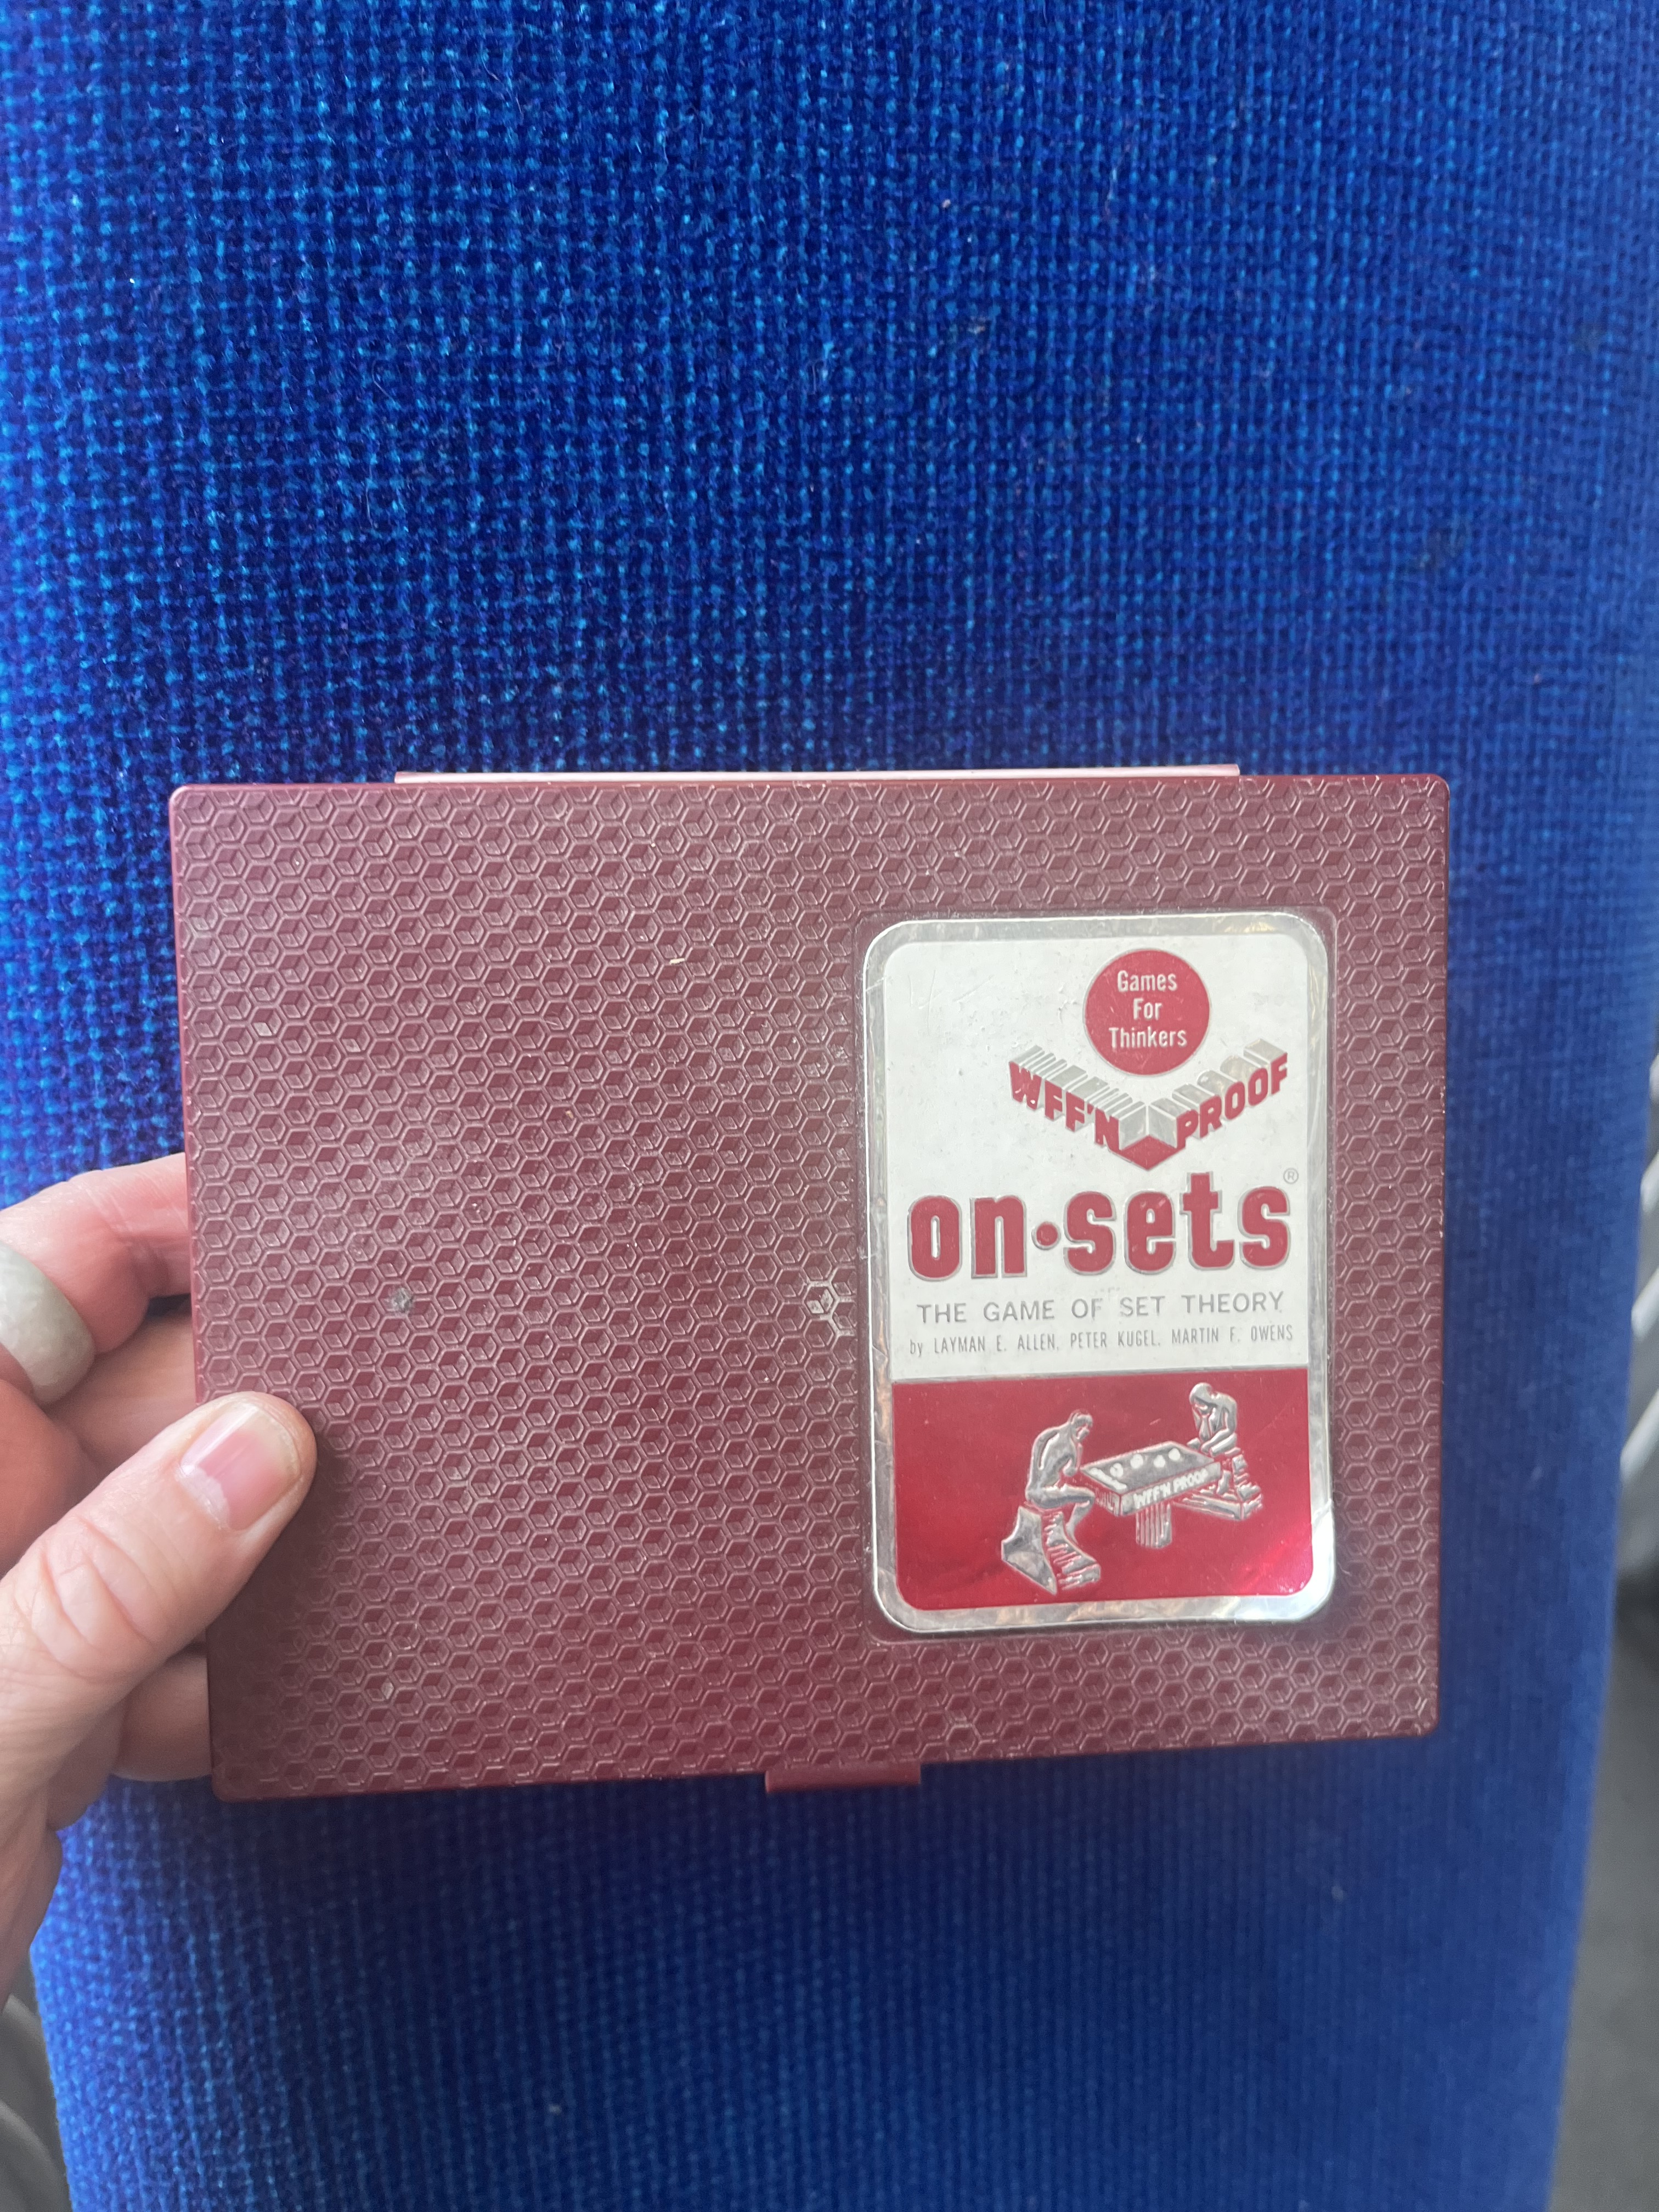 Games
For
Thinkers
WFF'N PROOF
on·sets®
THE GAME OF SET THEORY
by LAYMAN E. ALLEN, PETER KUGEL, MARTIN F. OWENS
WFF'N PROOF